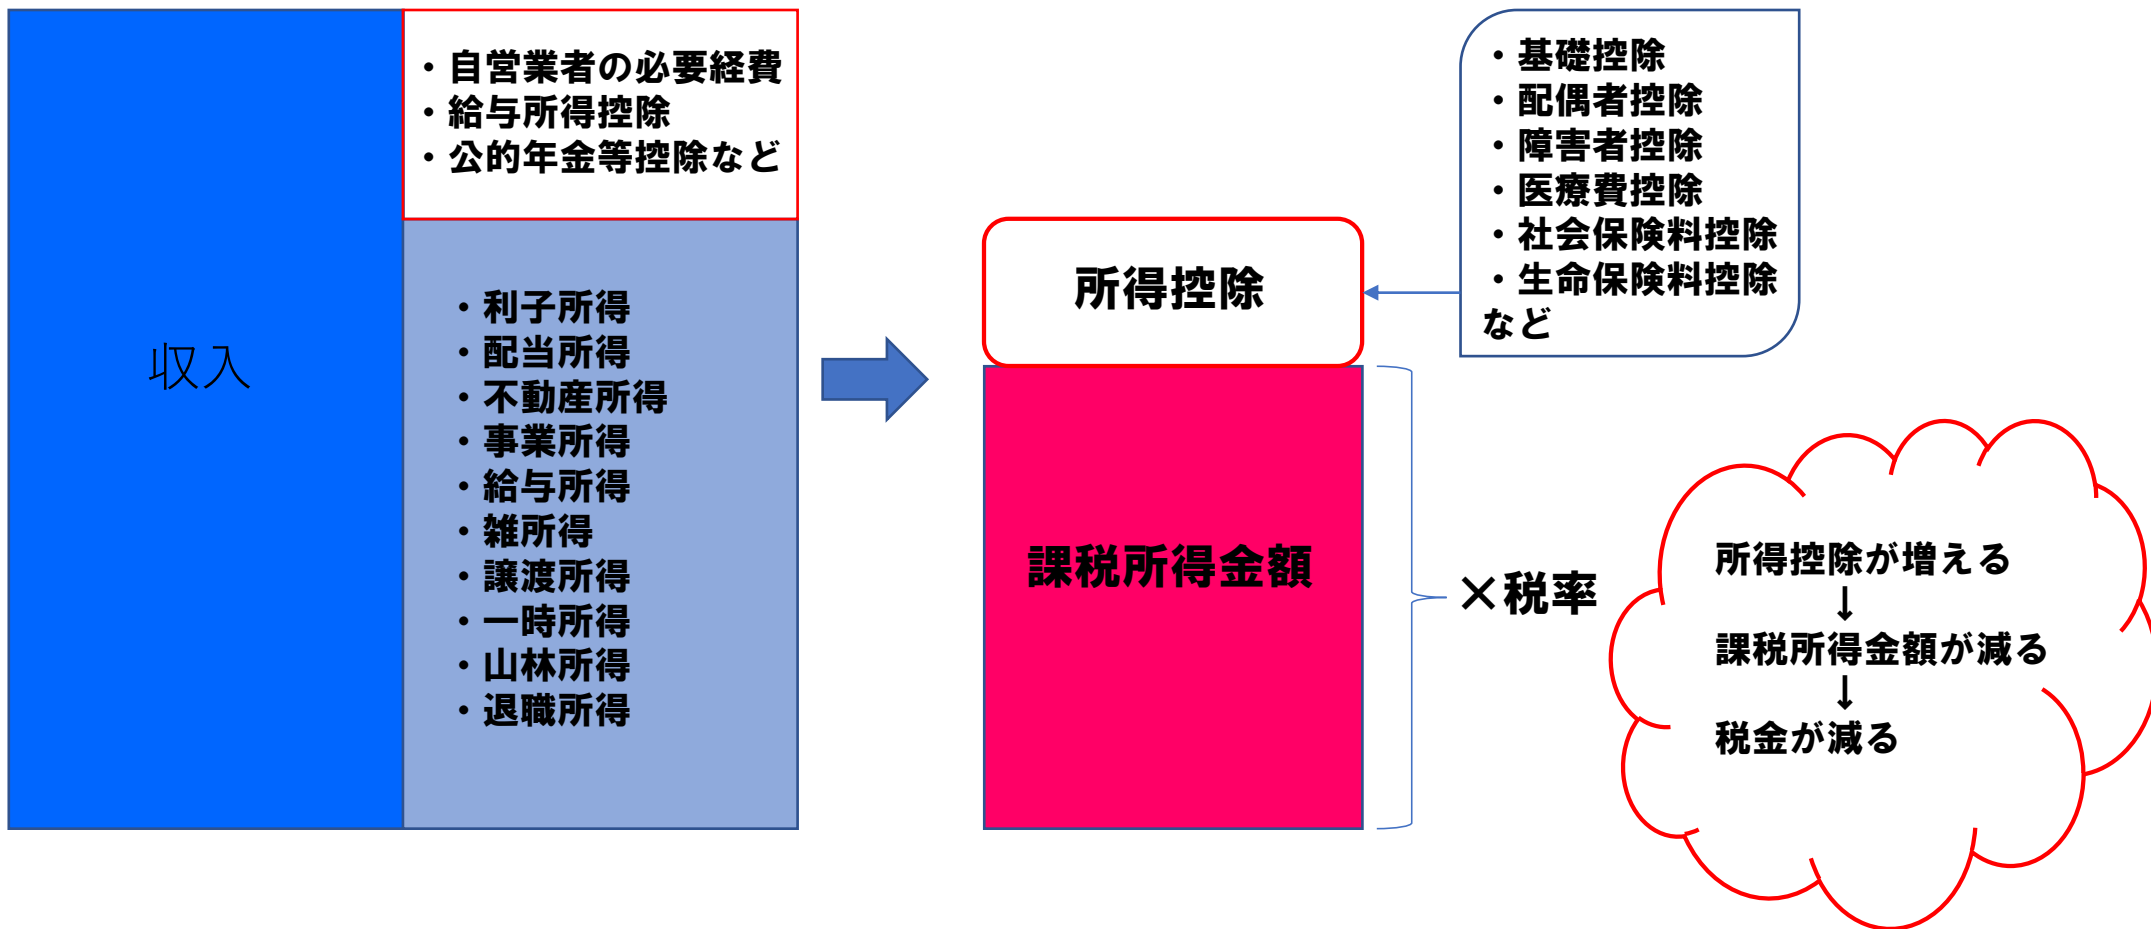 収入
・自営業者の必要経費
・給与所得控除
・公的年金等控除など
・利子所得
・配当所得
・不動産所得
・事業所得
・給与所得
・雑所得
・譲渡所得
・一時所得
・山林所得
・退職所得
所得控除
課税所得金額
・基礎控除
・配偶者控除
・障害者控除
・医療費控除
・社会保険料控除
・生命保険料控除
など
×税率
所得控除が増える
↓
課税所得金額が減る
↓
税金が減る